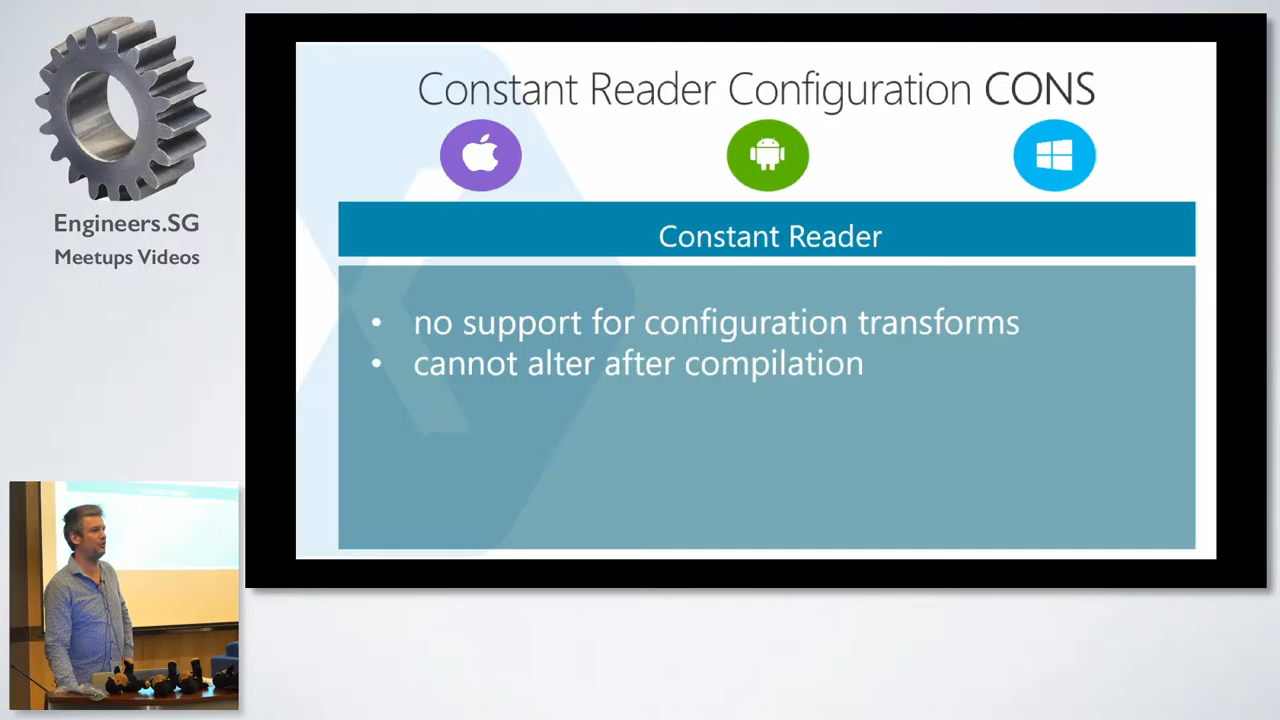 Engineers.SG
Meetups Videos
Constant Reader Configuration CONS
Constant Reader
• no support for configuration transforms
• cannot alter after compilation